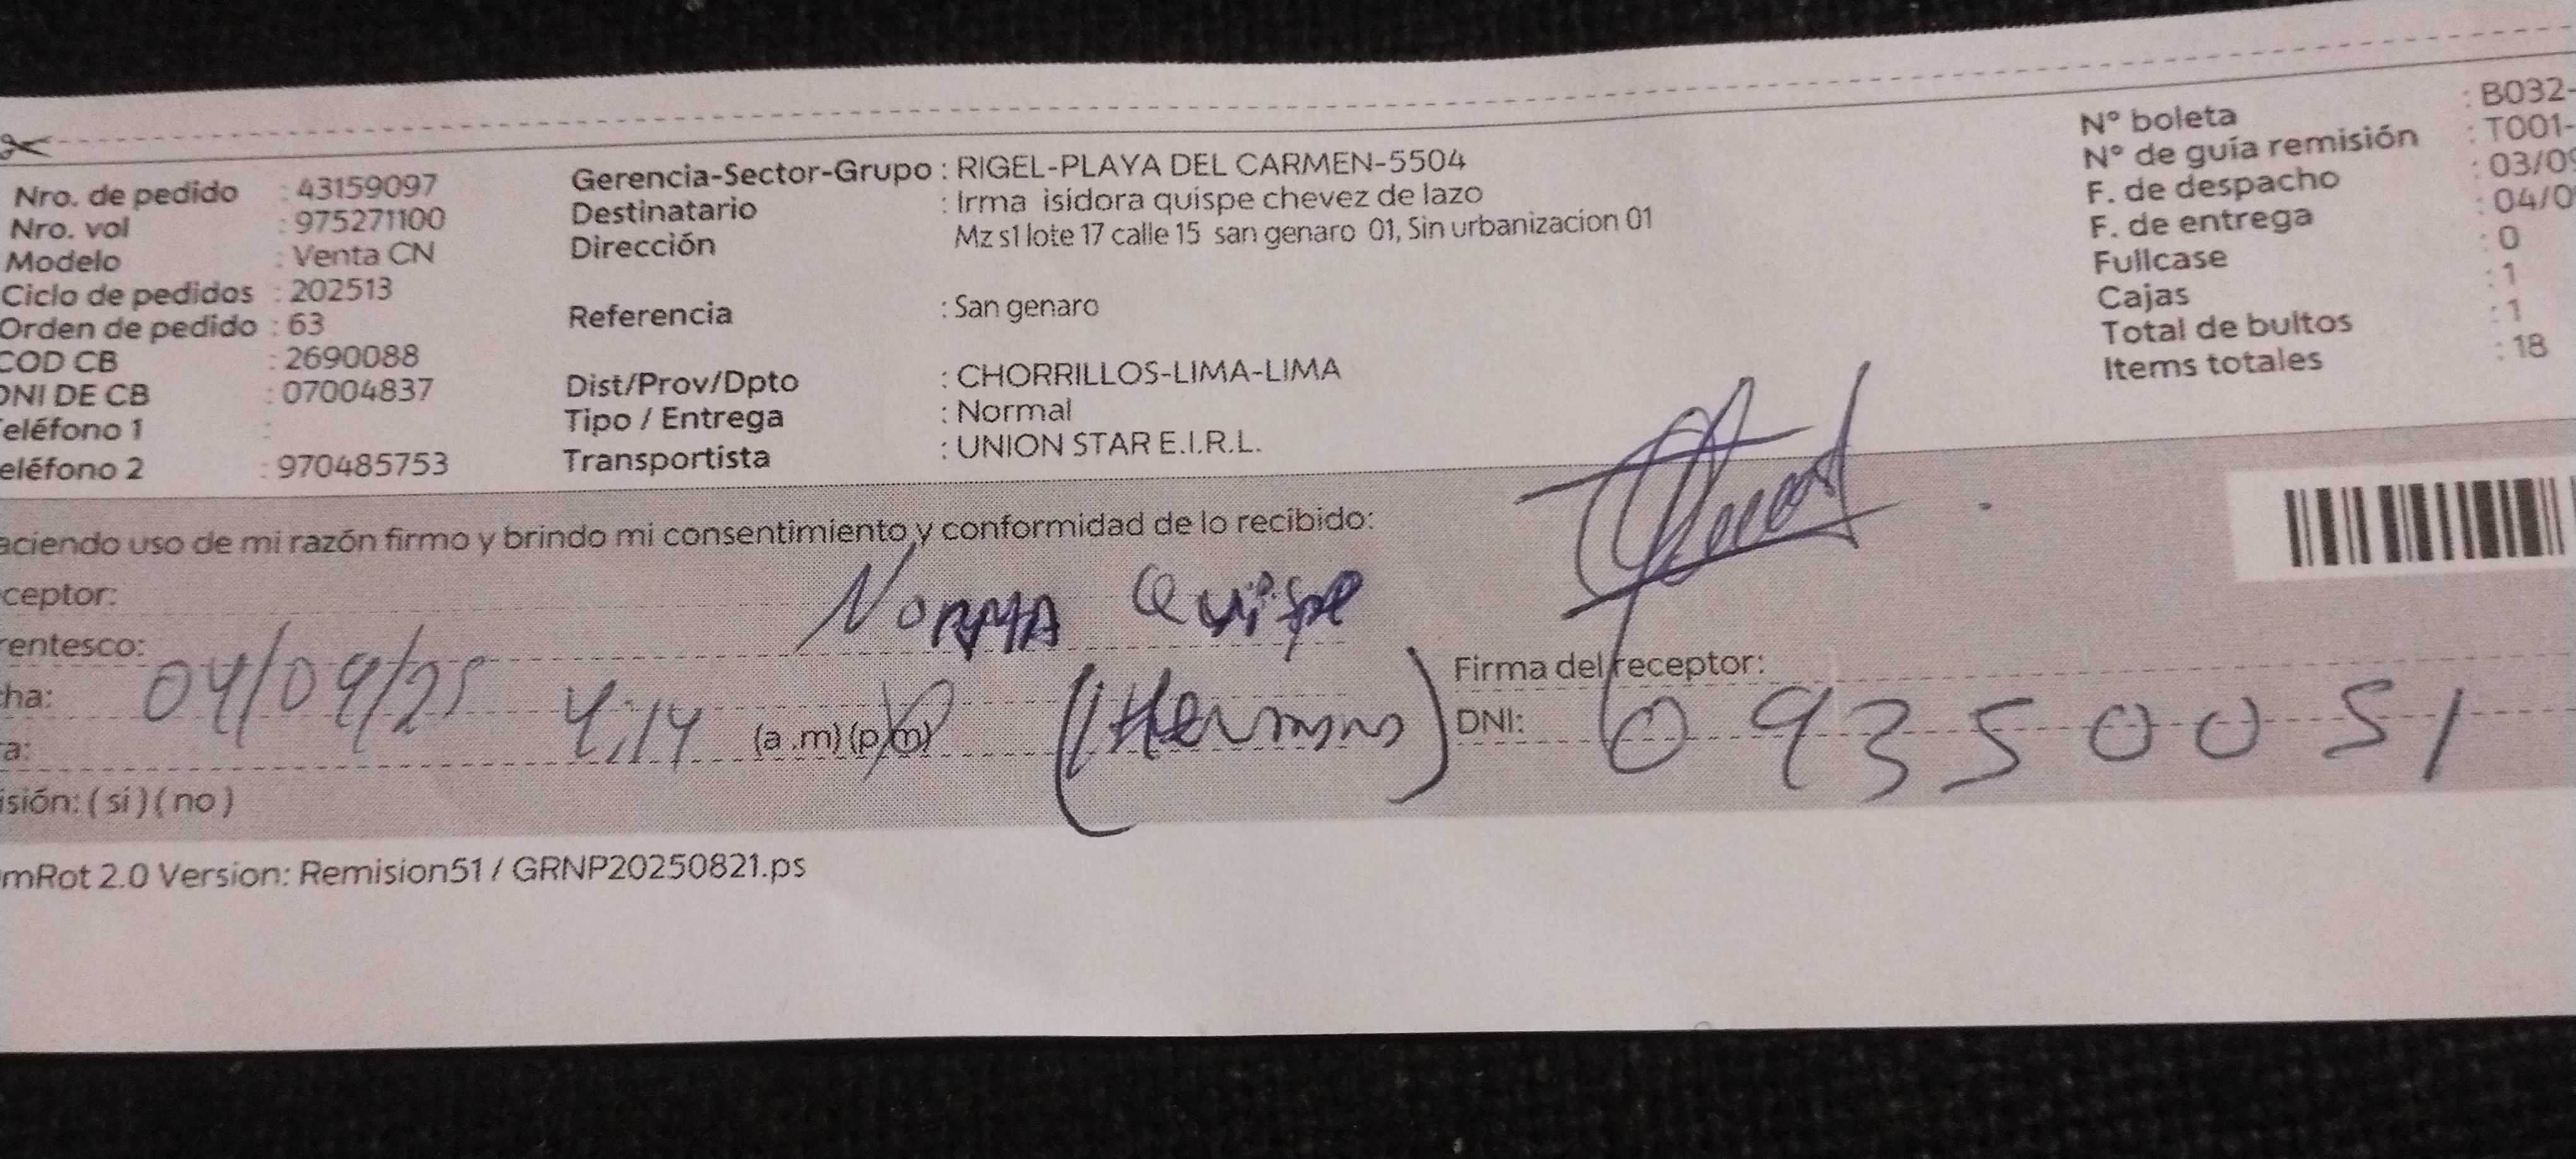 Nro. de pedido : 43159097
Nro. vol : 975271100
Modelo : Venta CN
Ciclo de pedidos : 202513
Orden de pedido : 63
COD CB : 2690088
DNI DE CB : 07004837
eléfono 1 :
eléfono 2 : 970485753
Gerencia-Sector-Grupo : RIGEL-PLAYA DEL CARMEN-5504
Destinatario : Irma isidora quispe chevez de lazo
Dirección Mz s1 lote 17 calle 15 san genaro 01, Sin urbanizacion 01
Referencia : San genaro
Dist/Prov/Dpto : CHORRILLOS-LIMA-LIMA
Tipo / Entrega : Normal
Transportista : UNION STAR E.I.R.L.
Nº boleta : B032-
Nº de guía remisión : T001-
F. de despacho : 03/09
F. de entrega : 04/0
Fullcase : 0
Cajas : 1
Total de bultos : 1
Items totales : 18
aciendo uso de mi razón firmo y brindo mi consentimiento y conformidad de lo recibido:
ceptor: Norma Quispe
rentesco: (Hermana)
cha: 04/09/25
a: 4:14 (a .m) (p.m)
isión: ( si ) ( no )
Firma del receptor:
DNI: 09350051
mRot 2.0 Version: Remision51 / GRNP20250821.ps